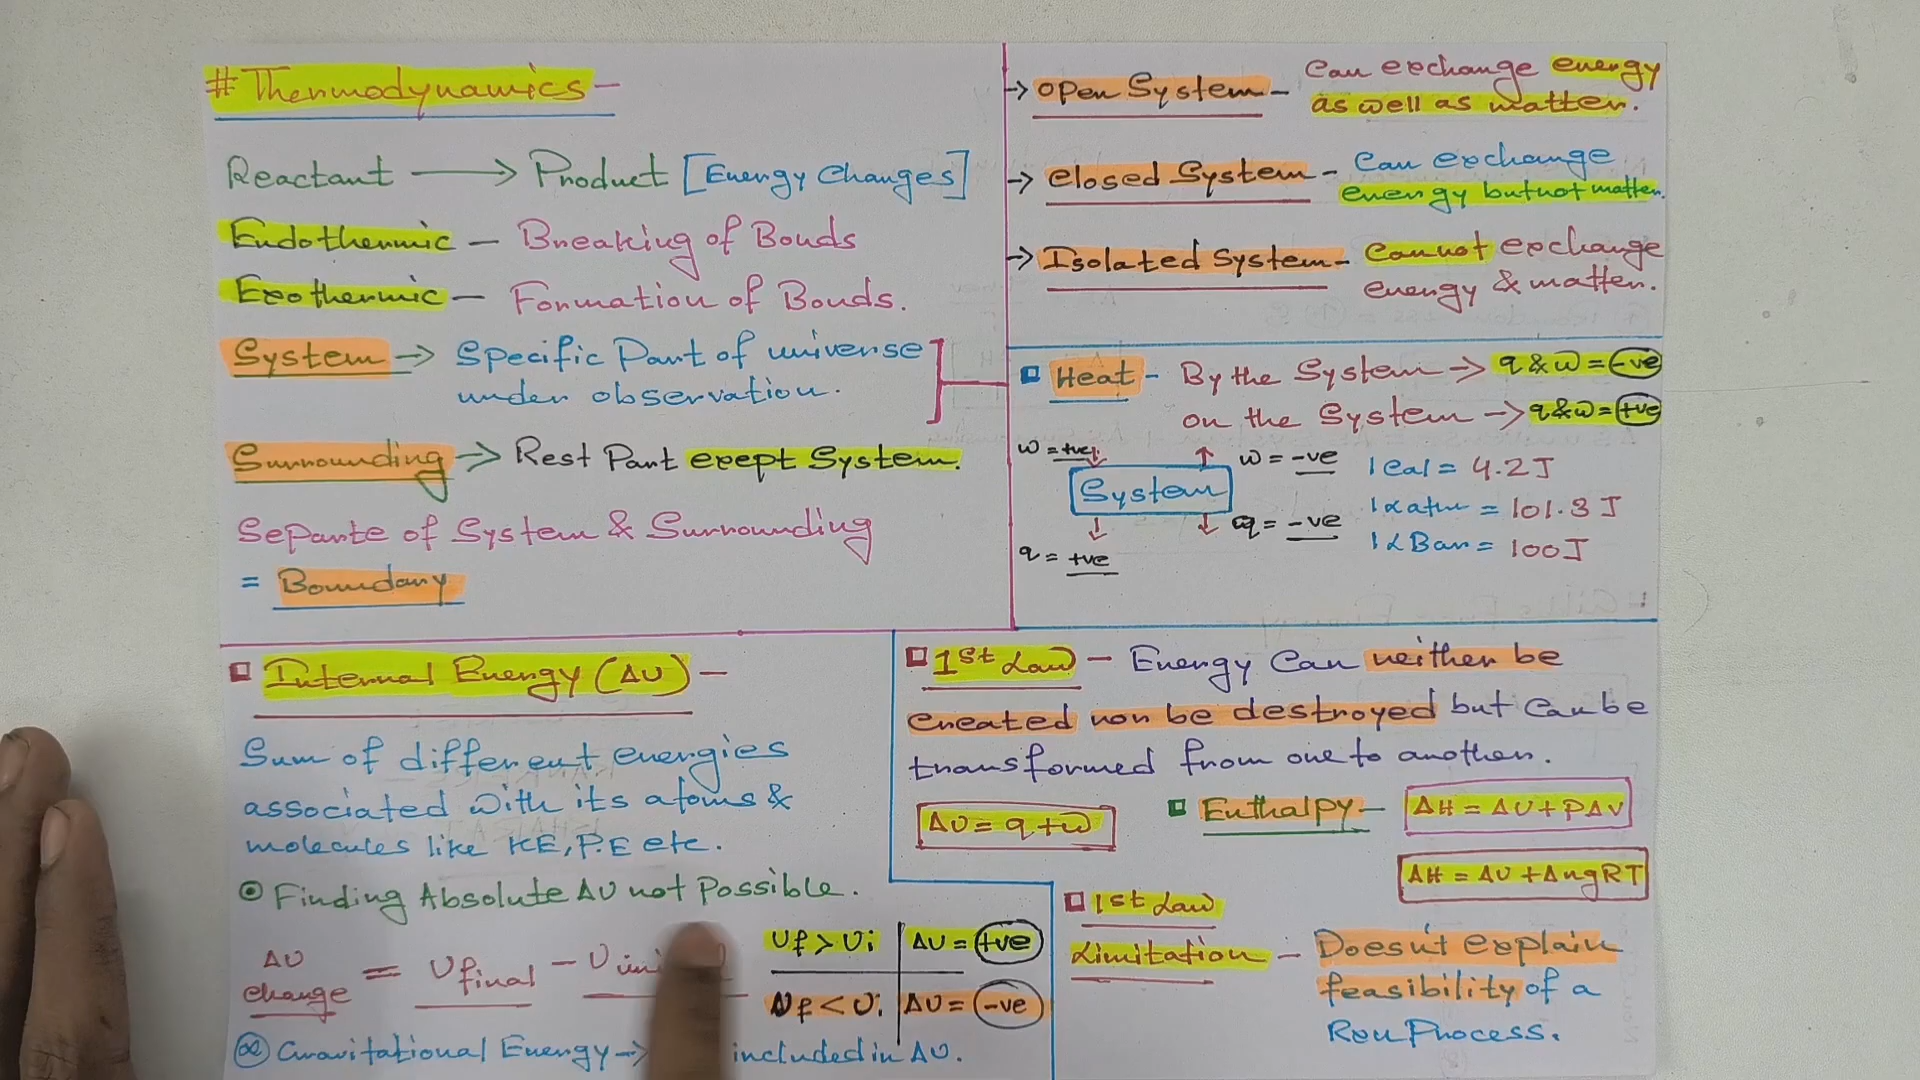 # Thermodynamics -
Reactant → Product [Energy Changes]
Endothermic - Breaking of Bonds
Exothermic - Formation of Bonds.
System → Specific Part of universe
under observation.
Surrounding → Rest Part exept System.
Separte of System & Surrounding
= Boundary
→ Open System - Can exchange energy
as well as matter.
→ Closed System - Can exchange
energy but not matter.
→ Isolated System - Cannot exchange
energy & matter.
Heat - By the System → q & w = -ve
on the System → q & w = +ve
w = +ve
w = -ve
System
q = +ve
q = -ve
1 Cal = 4.2 J
1 L atm = 101.3 J
1 L Bar = 100 J
Internal Energy (ΔU) -
Sum of different energies
associated with its atoms &
molecules like KE, P.E etc.
Finding Absolute ΔU not Possible.
ΔU
change = U final - U
Uf > Ui | ΔU = +ve
Uf < Ui | ΔU = -ve
Gravitational Energy → included in ΔU.
1st Law - Energy Can neither be
created nor be destroyed but can be
transformed from one to another.
ΔU = q + w
Enthalpy - ΔH = ΔU + PΔV
ΔH = ΔU + ΔngRT
1st Law
Limitation - Doesn't explain
feasibility of a
Rxn Process.